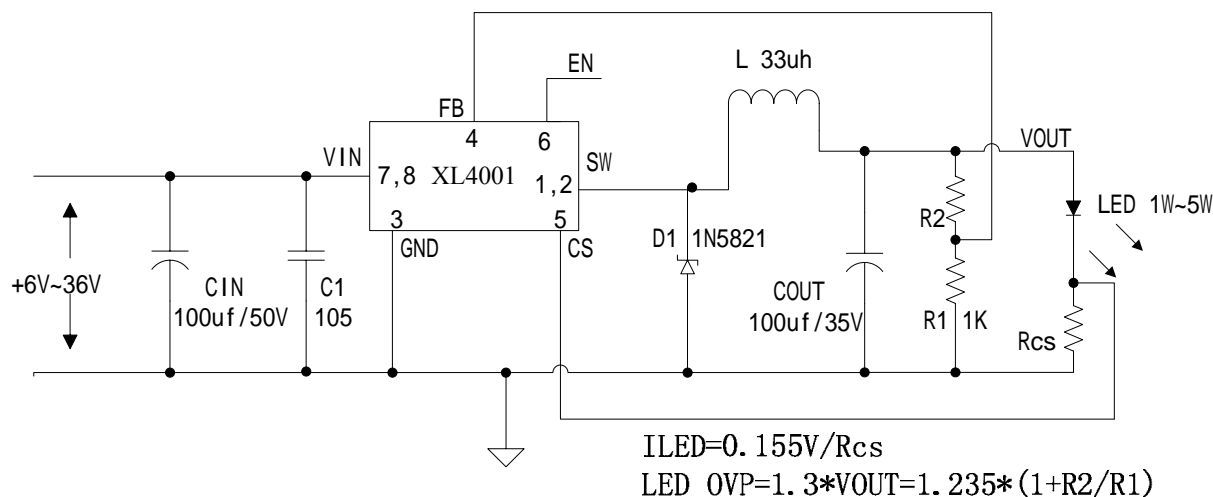 EN
L 33uh
FB
4
6
VOUT
VIN
SW
7,8
XL4001
1,2
3
5
R2
LED 1W~5W
GND
CS
D1
1N5821
+6V~36V
CIN
100uf/50V
C1
105
COUT
100uf/35V
R1
1K
Rcs
ILED=0.155V/Rcs
LED OVP=1.3*VOUT=1.235*(1+R2/R1)